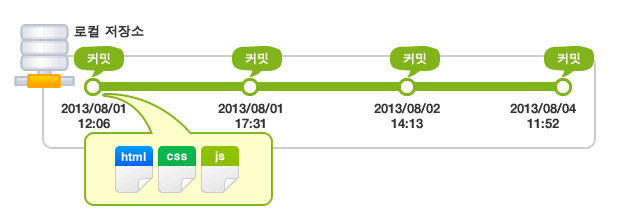 로컬 저장소
커밋 커밋 커밋 커밋
2013/08/01 2013/08/01 2013/08/02 2013/08/04
12:06 17:31 14:13 11:52
html css js